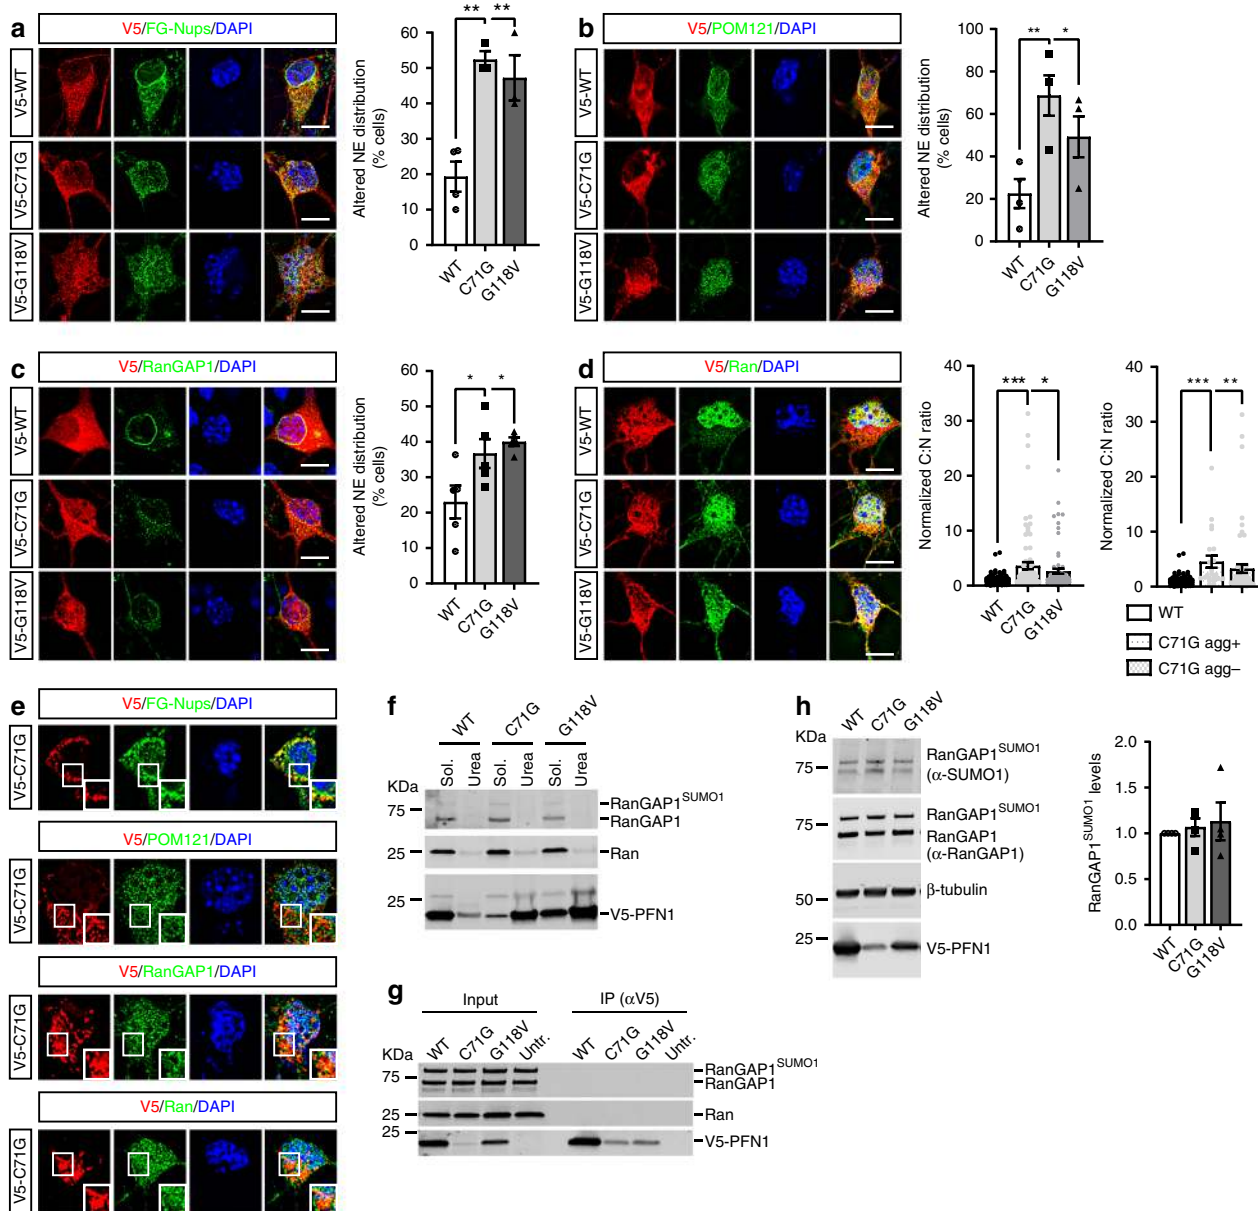 a
V5/FG-Nups/DAPI
V5-WT
V5-C71G
V5-G118V
Altered NE distribution
(% cells)
60
50
40
30
20
10
0
** **
WT
C71G
G118V
b
V5/POM121/DAPI
V5-WT
V5-C71G
V5-G118V
Altered NE distribution
(% cells)
100
80
60
40
20
0
** *
WT
C71G
G118V
c
V5/RanGAP1/DAPI
V5-WT
V5-C71G
V5-G118V
Altered NE distribution
(% cells)
60
50
40
30
20
10
0
* *
WT
C71G
G118V
d
V5/Ran/DAPI
V5-WT
V5-C71G
V5-G118V
Normalized C:N ratio
40
30
20
10
0
*** *
WT
C71G
G118V
Normalized C:N ratio
40
30
20
10
0
*** **
WT
C71G agg+
C71G agg–
e
V5/FG-Nups/DAPI
V5-C71G
V5/POM121/DAPI
V5-C71G
V5/RanGAP1/DAPI
V5-C71G
V5/Ran/DAPI
V5-C71G
f
WT C71G G118V
Sol. Urea Sol. Urea Sol. Urea
KDa
75
25
25
RanGAP1SUMO1
RanGAP1
Ran
V5-PFN1
g
Input IP (αV5)
WT C71G G118V Untr. WT C71G G118V Untr.
KDa
75
25
25
RanGAP1SUMO1
RanGAP1
Ran
V5-PFN1
h
WT C71G G118V
KDa
75
75
50
25
RanGAP1SUMO1
(α-SUMO1)
RanGAP1SUMO1
RanGAP1
(α-RanGAP1)
β-tubulin
V5-PFN1
RanGAP1SUMO1 levels
2.0
1.5
1.0
0.5
0.0
WT
C71G
G118V